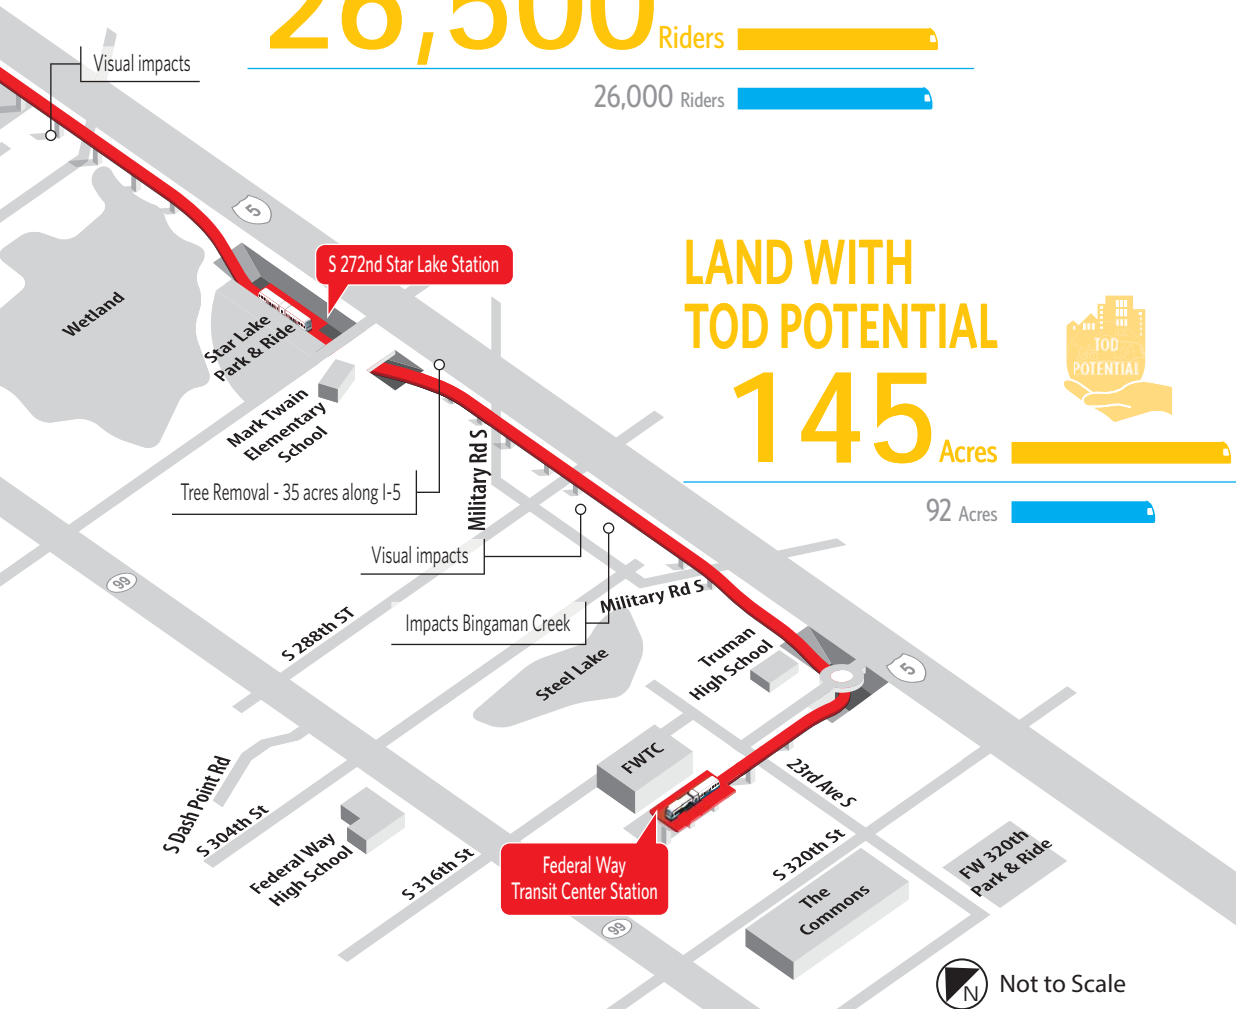 26,500 Riders
26,000 Riders
Visual impacts
5
S 272nd Star Lake Station
Wetland
Star Lake
Park & Ride
Mark Twain
Elementary
School
LAND WITH
TOD POTENTIAL
145 Acres
TOD
POTENTIAL
92 Acres
Tree Removal - 35 acres along I-5
Military Rd S
Visual impacts
99
Impacts Bingaman Creek
Military Rd S
S 288th ST
Steel Lake
Truman
High School
5
FWTC
23rd Ave S
S Dash Point Rd
S 304th St
Federal Way
High School
S 316th St
Federal Way
Transit Center Station
S 320th St
The
Commons
FW 320th
Park & Ride
99
N
Not to Scale